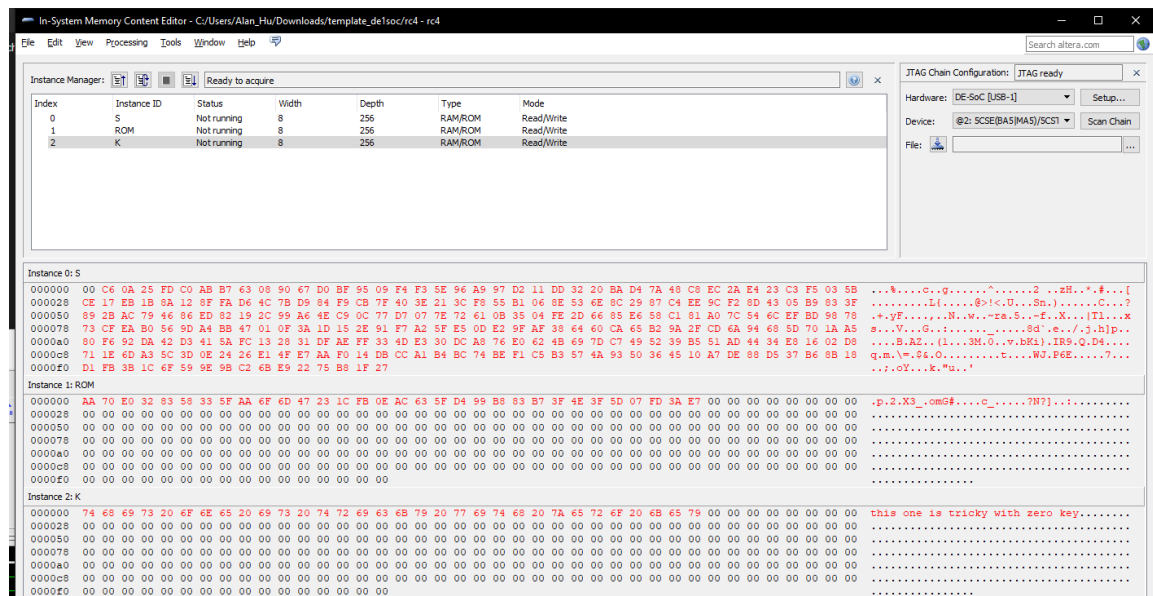 In-System Memory Content Editor - C:/Users/Alan_Hu/Downloads/template_de1soc/rc4 - rc4
File Edit View Processing Tools Window Help
Search altera.com
Instance Manager: Ready to acquire
Index Instance ID Status Width Depth Type Mode
0 S Not running 8 256 RAM/ROM Read/Write
1 ROM Not running 8 256 RAM/ROM Read/Write
2 K Not running 8 256 RAM/ROM Read/Write
JTAG Chain Configuration: JTAG ready
Hardware: DE-SoC [USB-1] Setup...
Device: @2: 5CSE(BA5|MA5)/5CST Scan Chain
File: ...
Instance 0: S
000000 00 C6 0A 25 FD C0 AB B7 63 08 90 67 D0 BF 95 09 F4 F3 5E 96 A9 97 D2 11 DD 32 20 BA D4 7A 48 C8 EC 2A E4 23 C3 F5 03 5B ...%....c..g......^......2 ..zH..*.#...[
000028 CE 17 EB 1B 8A 12 8F FA D6 4C 7B D9 84 F9 CB 7F 40 3E 21 3C F8 55 B1 06 8E 53 6E 8C 29 87 C4 EE 9C F2 8D 43 05 B9 83 3F .........L{.....@>!<.U...Sn.)......C...?
000050 89 2B AC 79 46 86 ED 82 19 2C 99 A6 4E C9 0C 77 D7 07 7E 72 61 0B 35 04 FE 2D 66 85 E6 58 C1 81 A0 7C 54 6C EF BD 98 78 .+.yF....,..N..w..~ra.5..-f..X...|Tl...x
000078 73 CF EA B0 56 9D A4 BB 47 01 0F 3A 1D 15 2E 91 F7 A2 5F E5 0D E2 9F AF 38 64 60 CA 65 B2 9A 2F CD 6A 94 68 5D 70 1A A5 s...V...G..:......_.....8d`.e../.j.h]p..
0000a0 80 F6 92 DA 42 D3 41 5A FC 13 28 31 DF AE FF 33 4D E3 30 DC A8 76 E0 62 4B 69 7D C7 49 52 39 B5 51 AD 44 34 E8 16 02 D8 ....B.AZ..(1...3M.0..v.bKi}.IR9.Q.D4....
0000c8 71 1E 6D A3 5C 3D 0E 24 26 E1 4F E7 AA F0 14 DB CC A1 B4 BC 74 BE F1 C5 B3 57 4A 93 50 36 45 10 A7 DE 88 D5 37 B6 8B 18 q.m.\=.$&.O.........t....WJ.P6E.....7...
0000f0 D1 FB 3B 1C 6F 59 9E 9B C2 6B E9 22 75 B8 1F 27 ..;.oY...k."u..'
Instance 1: ROM
000000 AA 70 E0 32 83 58 33 5F AA 6F 6D 47 23 1C FB 0E AC 63 5F D4 99 B8 83 B7 3F 4E 3F 5D 07 FD 3A E7 00 00 00 00 00 00 00 00 .p.2.X3_.omG#....c_.....?N?]..:.........
000028 00 00 00 00 00 00 00 00 00 00 00 00 00 00 00 00 00 00 00 00 00 00 00 00 00 00 00 00 00 00 00 00 00 00 00 00 00 00 00 00 ........................................
000050 00 00 00 00 00 00 00 00 00 00 00 00 00 00 00 00 00 00 00 00 00 00 00 00 00 00 00 00 00 00 00 00 00 00 00 00 00 00 00 00 ........................................
000078 00 00 00 00 00 00 00 00 00 00 00 00 00 00 00 00 00 00 00 00 00 00 00 00 00 00 00 00 00 00 00 00 00 00 00 00 00 00 00 00 ........................................
0000a0 00 00 00 00 00 00 00 00 00 00 00 00 00 00 00 00 00 00 00 00 00 00 00 00 00 00 00 00 00 00 00 00 00 00 00 00 00 00 00 00 ........................................
0000c8 00 00 00 00 00 00 00 00 00 00 00 00 00 00 00 00 00 00 00 00 00 00 00 00 00 00 00 00 00 00 00 00 00 00 00 00 00 00 00 00 ........................................
0000f0 00 00 00 00 00 00 00 00 00 00 00 00 00 00 00 00 ................
Instance 2: K
000000 74 68 69 73 20 6F 6E 65 20 69 73 20 74 72 69 63 6B 79 20 77 69 74 68 20 7A 65 72 6F 20 6B 65 79 00 00 00 00 00 00 00 00 this one is tricky with zero key........
000028 00 00 00 00 00 00 00 00 00 00 00 00 00 00 00 00 00 00 00 00 00 00 00 00 00 00 00 00 00 00 00 00 00 00 00 00 00 00 00 00 ........................................
000050 00 00 00 00 00 00 00 00 00 00 00 00 00 00 00 00 00 00 00 00 00 00 00 00 00 00 00 00 00 00 00 00 00 00 00 00 00 00 00 00 ........................................
000078 00 00 00 00 00 00 00 00 00 00 00 00 00 00 00 00 00 00 00 00 00 00 00 00 00 00 00 00 00 00 00 00 00 00 00 00 00 00 00 00 ........................................
0000a0 00 00 00 00 00 00 00 00 00 00 00 00 00 00 00 00 00 00 00 00 00 00 00 00 00 00 00 00 00 00 00 00 00 00 00 00 00 00 00 00 ........................................
0000c8 00 00 00 00 00 00 00 00 00 00 00 00 00 00 00 00 00 00 00 00 00 00 00 00 00 00 00 00 00 00 00 00 00 00 00 00 00 00 00 00 ........................................
0000f0 00 00 00 00 00 00 00 00 00 00 00 00 00 00 00 00 ................